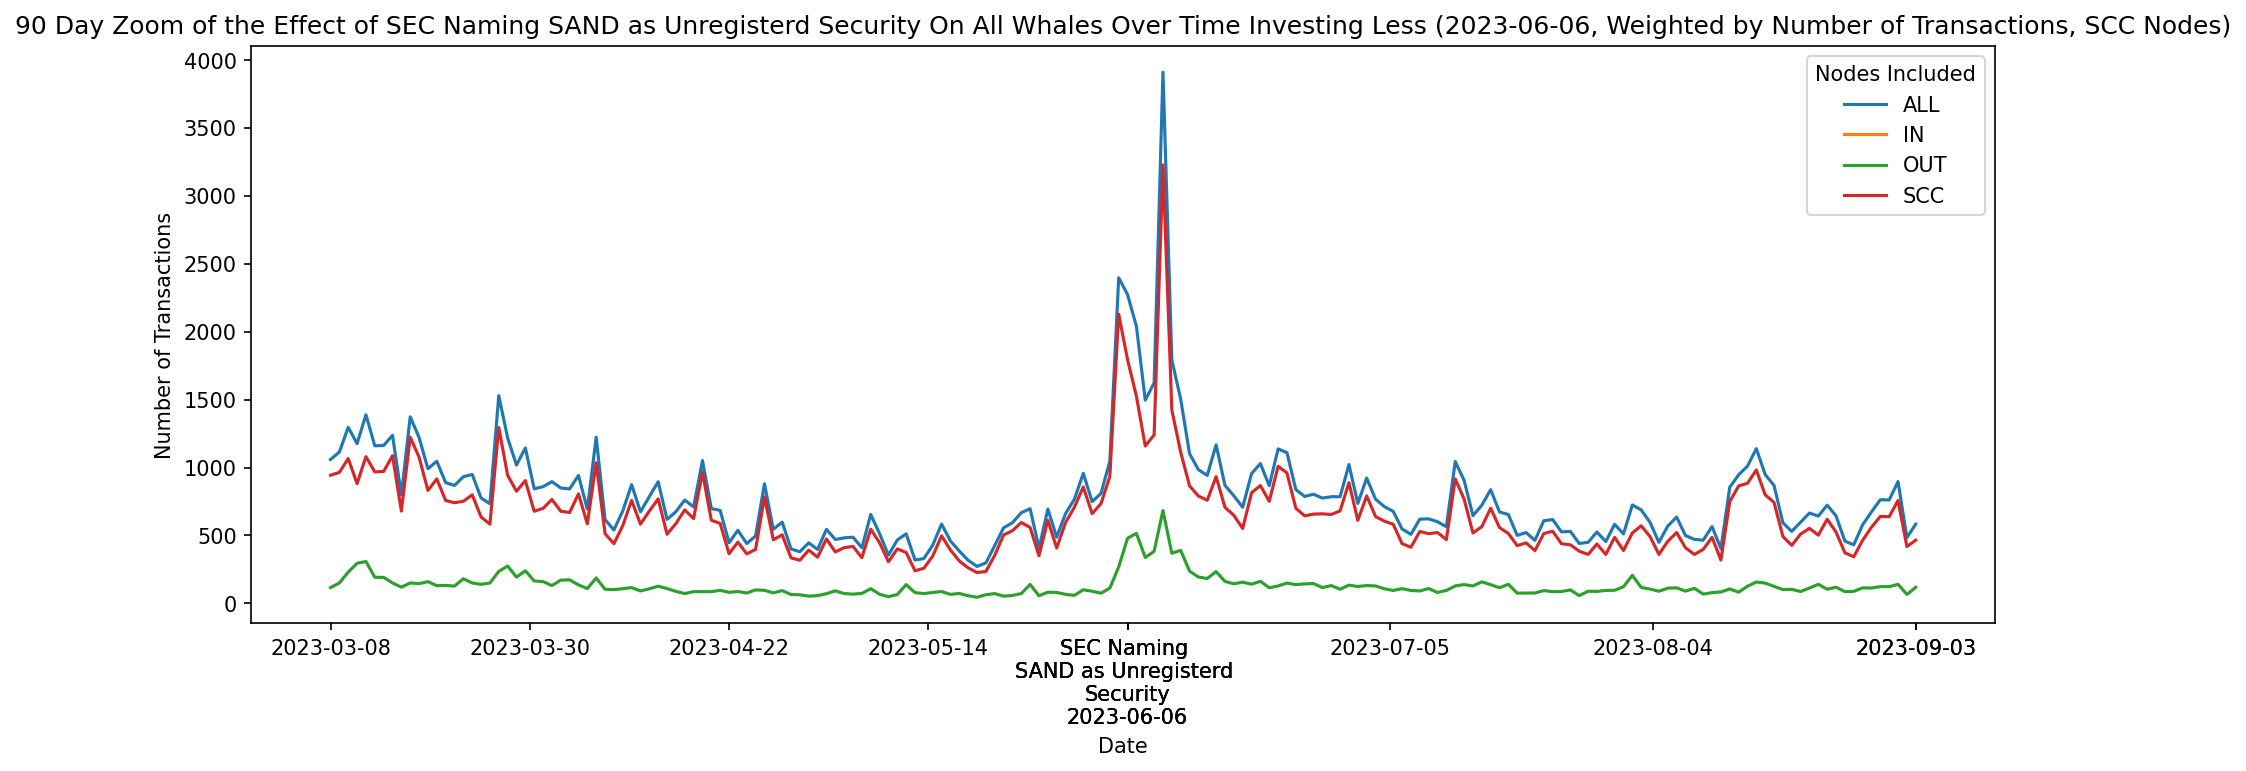 90 Day Zoom of the Effect of SEC Naming SAND as Unregisterd Security On All Whales Over Time Investing Less (2023-06-06, Weighted by Number of Transactions, SCC Nodes)
4000
3500
3000
2500
2000
1500
1000
500
0
Number of Transactions
Nodes Included
ALL
IN
OUT
SCC
2023-03-08
2023-03-30
2023-04-22
2023-05-14
SEC Naming
SAND as Unregisterd
Security
2023-06-06
2023-07-05
2023-08-04
2023-09-03
Date